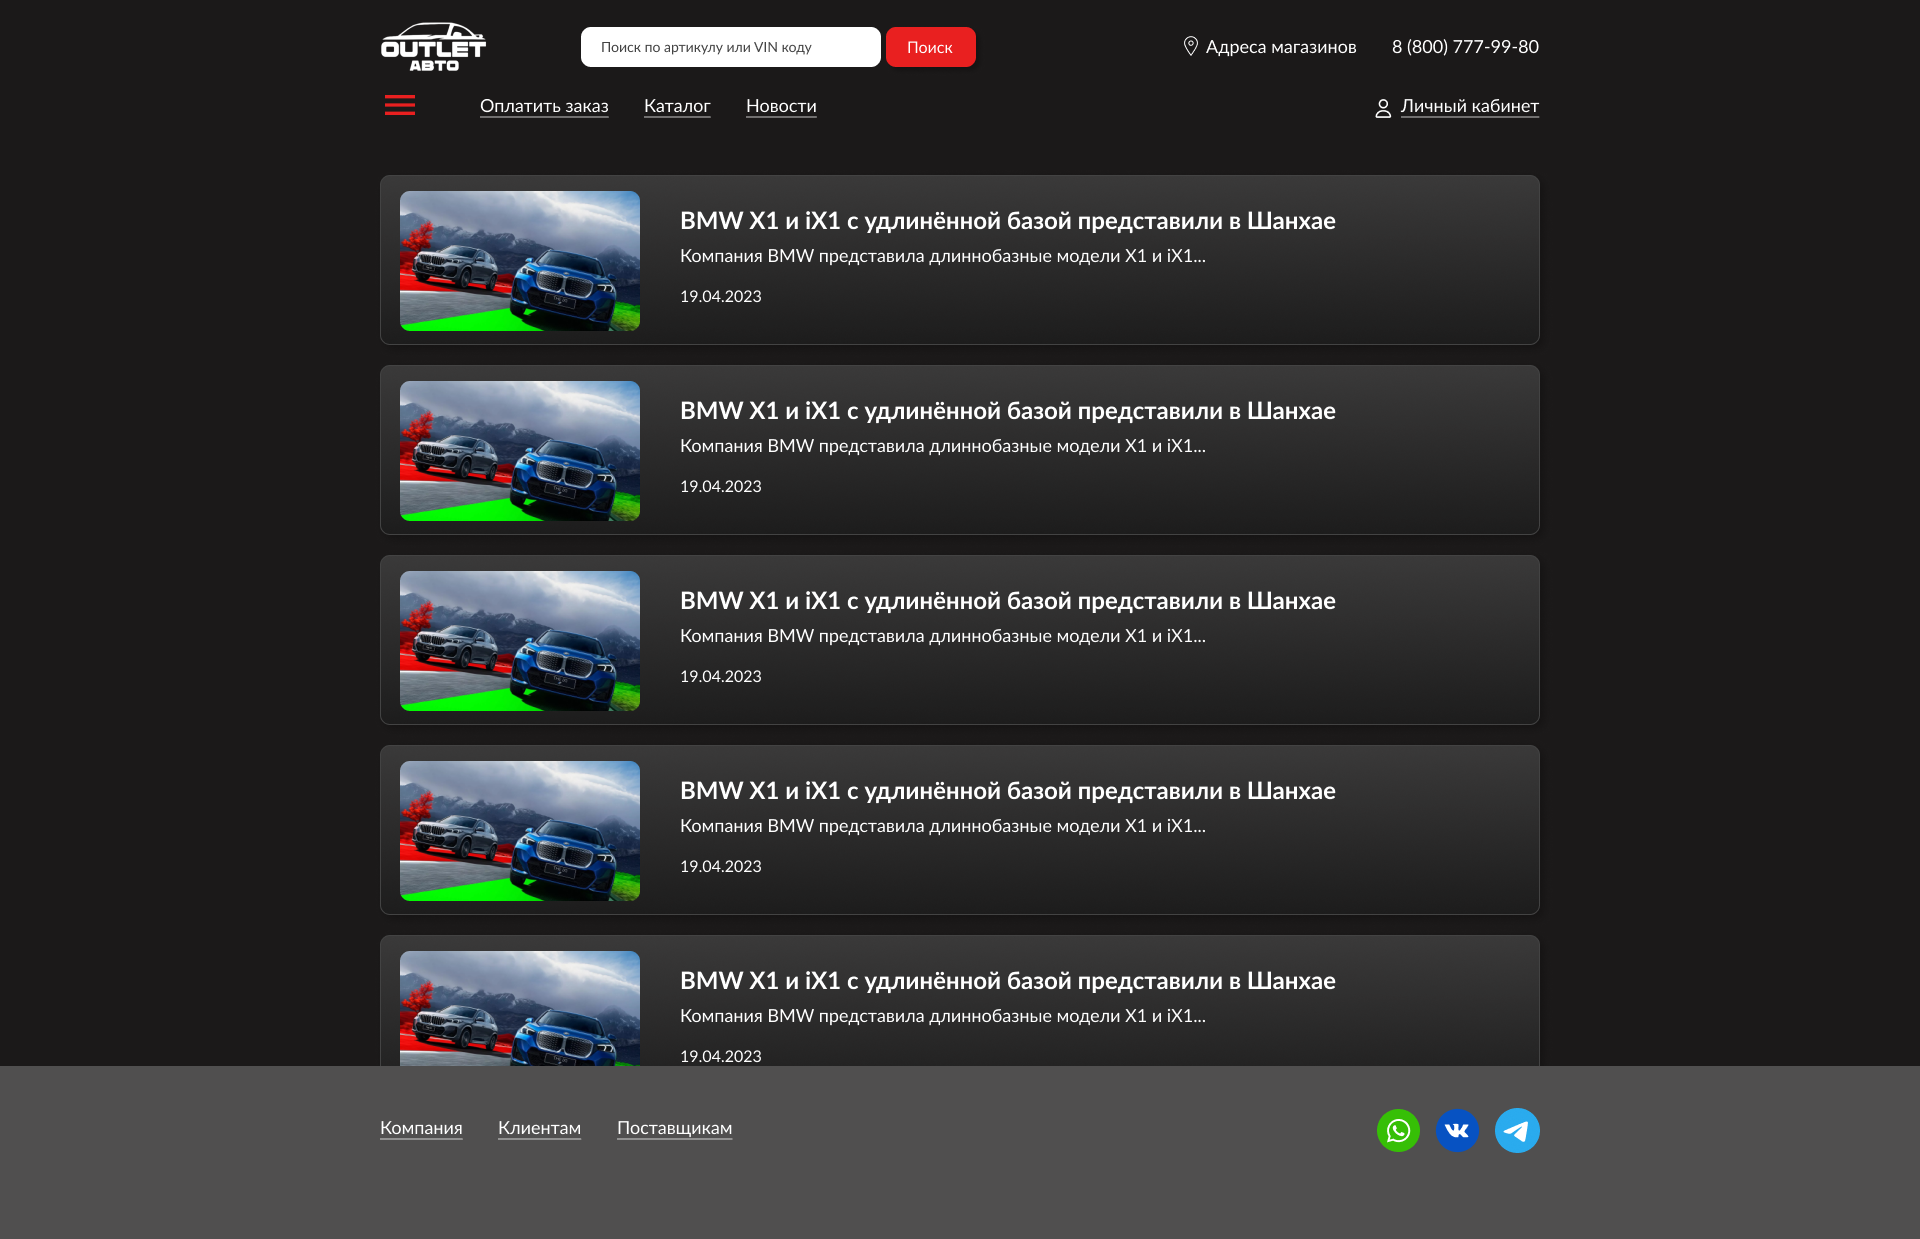 OUTLET
АВТО
Поиск по артикулу или VIN коду
Поиск
Адреса магазинов
8 (800) 777-99-80
Оплатить заказ
Каталог
Новости
Личный кабинет
BMW X1 и iX1 с удлинённой базой представили в Шанхае
Компания BMW представила длиннобазные модели X1 и iX1...
19.04.2023
BMW X1 и iX1 с удлинённой базой представили в Шанхае
Компания BMW представила длиннобазные модели X1 и iX1...
19.04.2023
BMW X1 и iX1 с удлинённой базой представили в Шанхае
Компания BMW представила длиннобазные модели X1 и iX1...
19.04.2023
BMW X1 и iX1 с удлинённой базой представили в Шанхае
Компания BMW представила длиннобазные модели X1 и iX1...
19.04.2023
BMW X1 и iX1 с удлинённой базой представили в Шанхае
Компания BMW представила длиннобазные модели X1 и iX1...
19.04.2023
Компания
Клиентам
Поставщикам